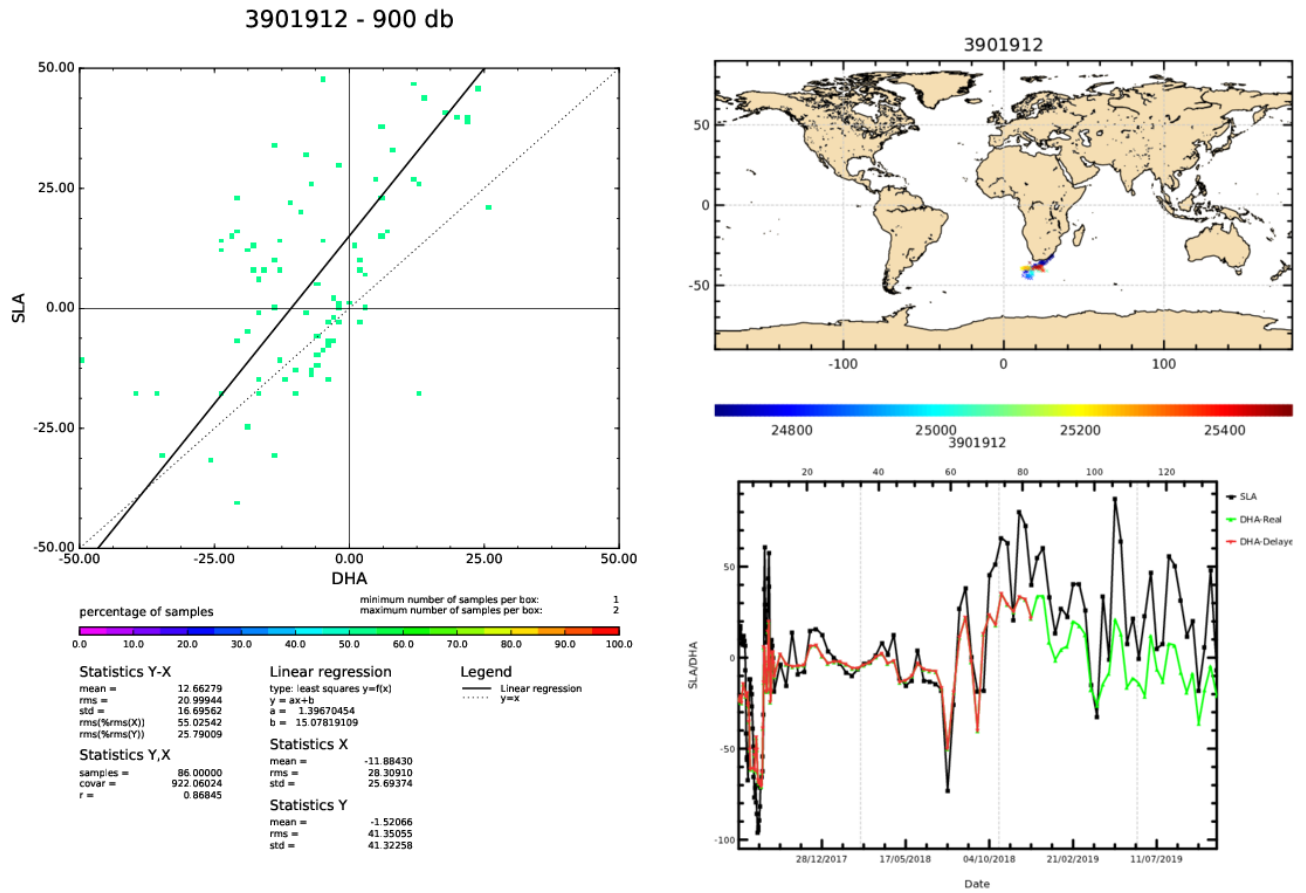 3901912 - 900 db
50.00
25.00
0.00
-25.00
-50.00
SLA
-50.00 -25.00 0.00 25.00 50.00
DHA
percentage of samples
minimum number of samples per box: 1
maximum number of samples per box: 2
0.0 10.0 20.0 30.0 40.0 50.0 60.0 70.0 80.0 90.0 100.0
Statistics Y-X
mean = 12.66279
rms = 20.99944
std = 16.69562
rms(%rms(X)) 55.02542
rms(%rms(Y)) 25.79009
Statistics Y,X
samples = 86.00000
covar = 922.06024
r = 0.86845
Linear regression
type: least squares y=f(x)
y = ax+b
a = 1.39670454
b = 15.07819109
Statistics X
mean = -11.88430
rms = 28.30910
std = 25.69374
Statistics Y
mean = -1.52066
rms = 41.35055
std = 41.32258
Legend
Linear regression
y=x
3901912
50
0
-50
-100 0 100
24800 25000 25200 25400
3901912
20 40 60 80 100 120
50
0
-50
-100
SLA/DHA
28/12/2017 17/05/2018 04/10/2018 21/02/2019 11/07/2019
Date
SLA
DHA-Real
DHA-Delaye